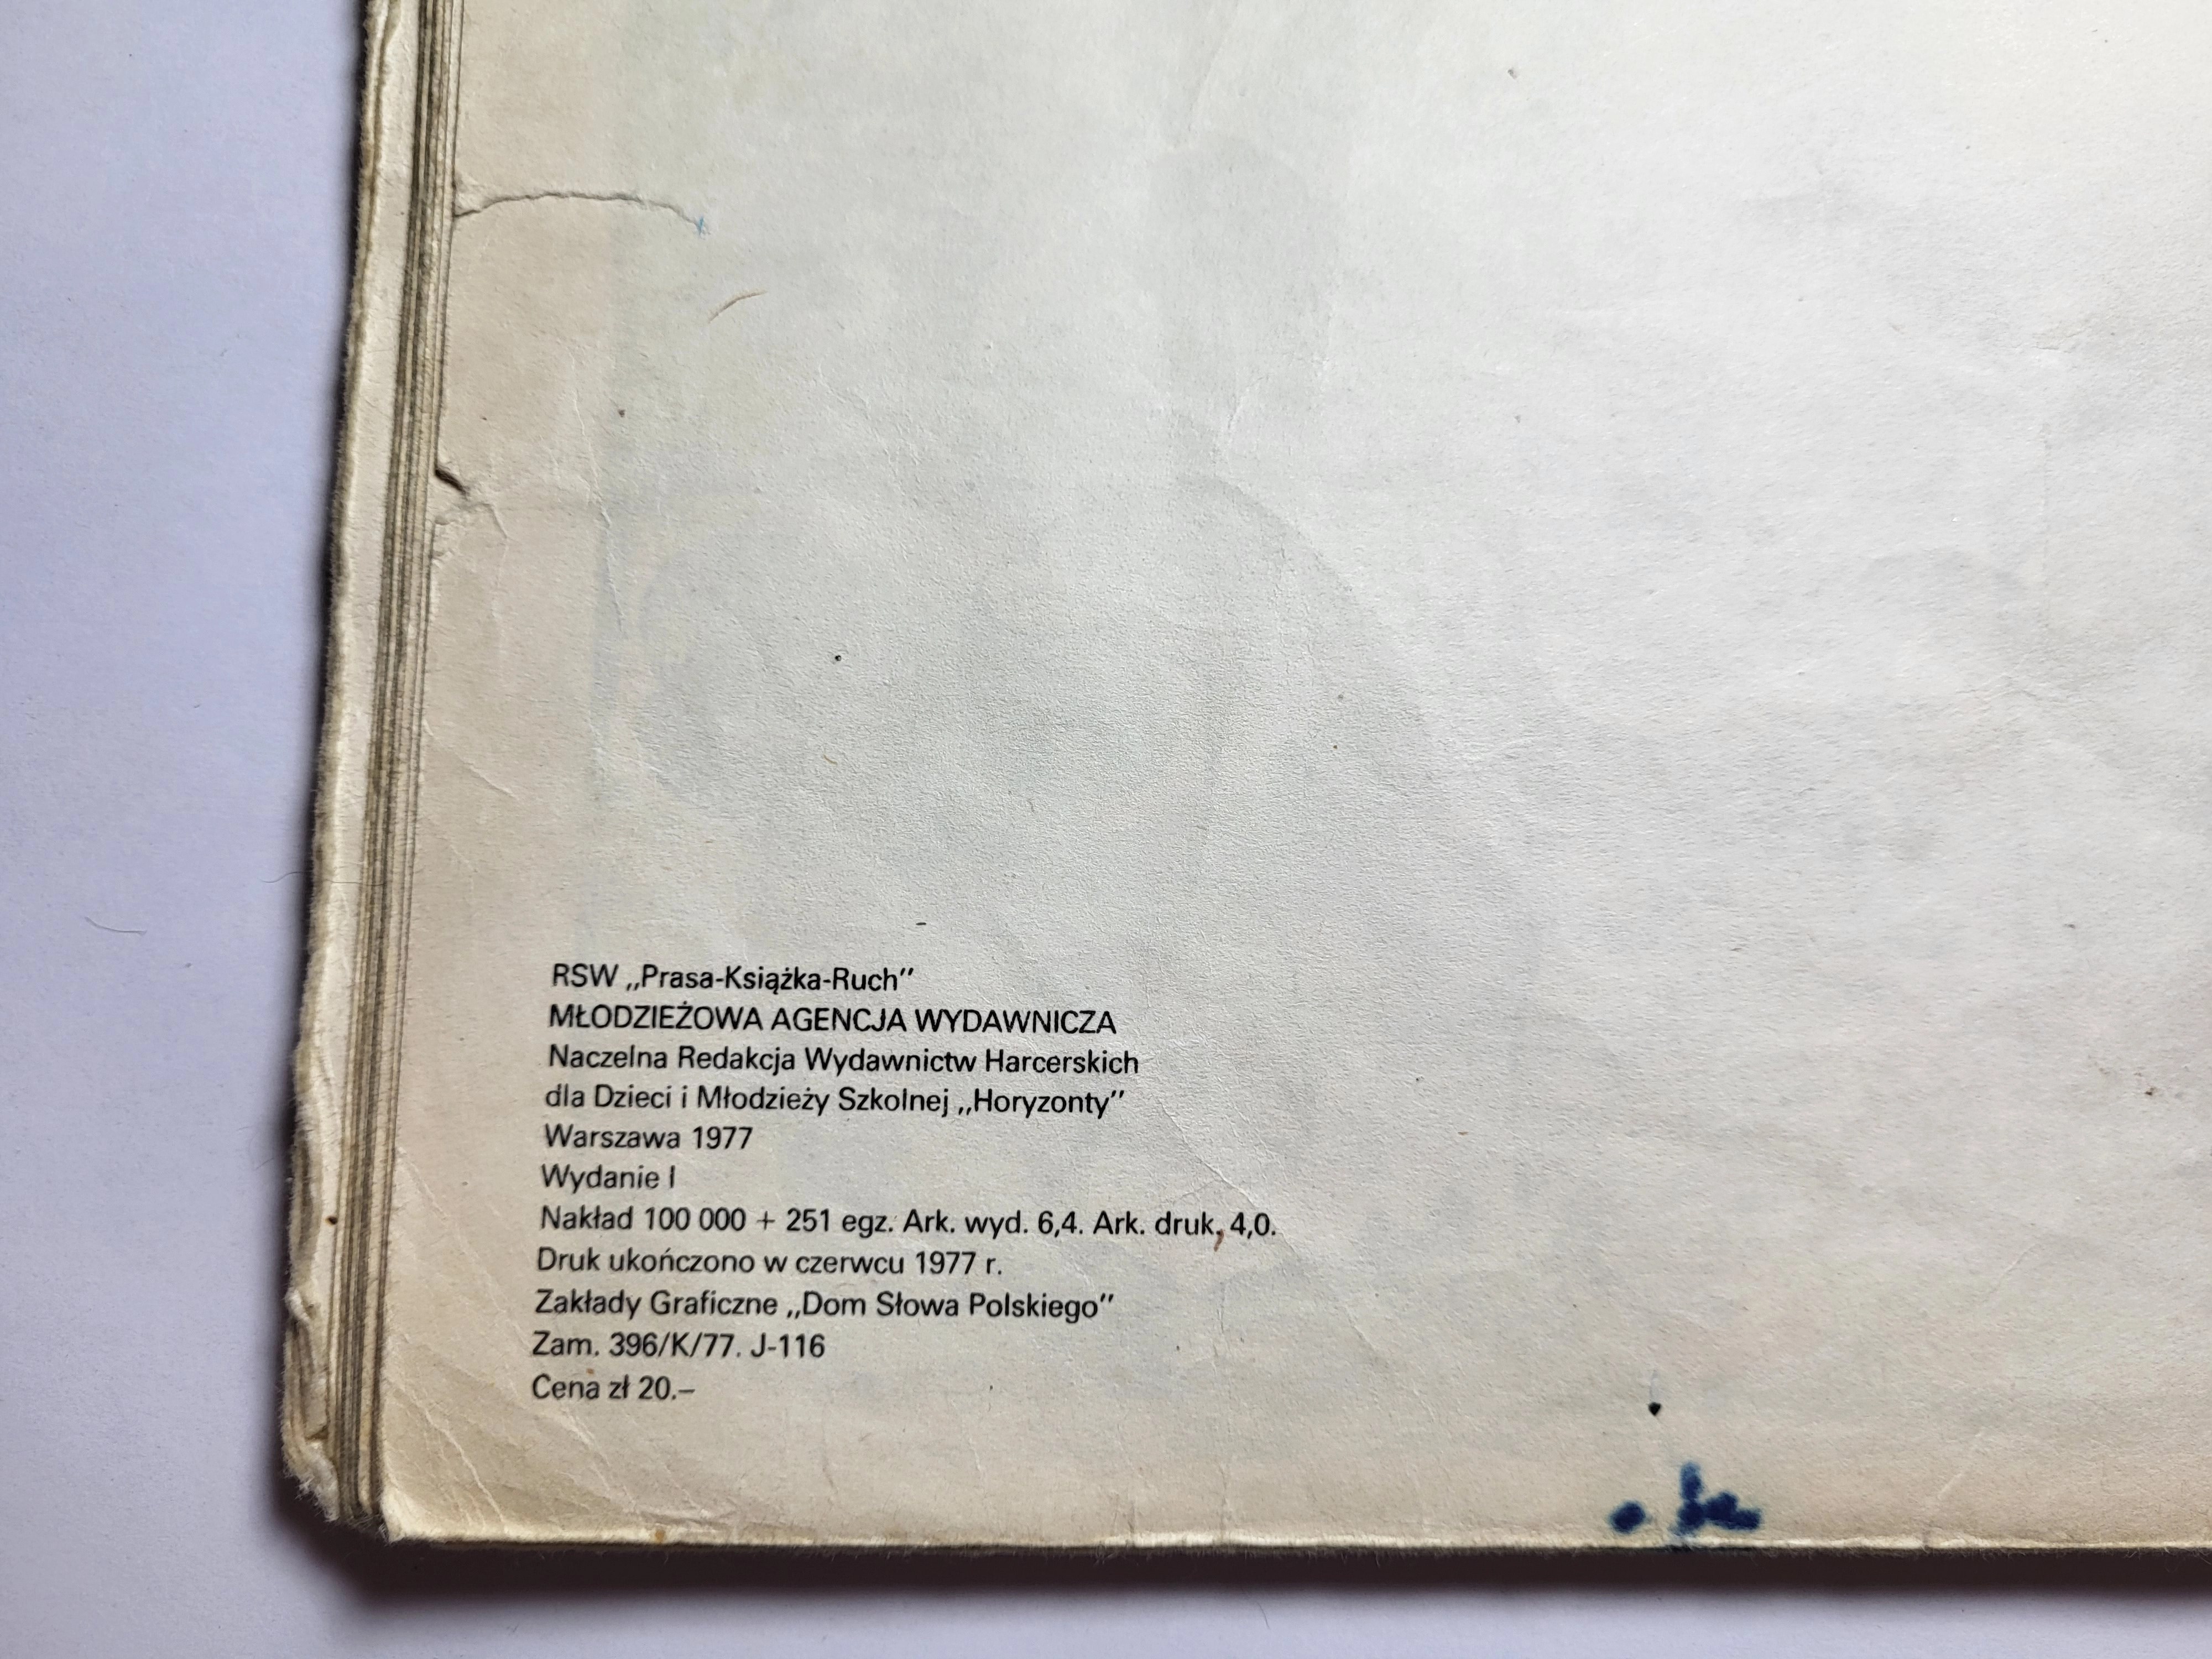 RSW „Prasa-Książka-Ruch”
MŁODZIEŻOWA AGENCJA WYDAWNICZA
Naczelna Redakcja Wydawnictw Harcerskich
dla Dzieci i Młodzieży Szkolnej „Horyzonty”
Warszawa 1977
Wydanie I
Nakład 100 000 + 251 egz. Ark. wyd. 6,4. Ark. druk. 4,0.
Druk ukończono w czerwcu 1977 r.
Zakłady Graficzne „Dom Słowa Polskiego”
Zam. 396/K/77. J-116
Cena zł 20.–